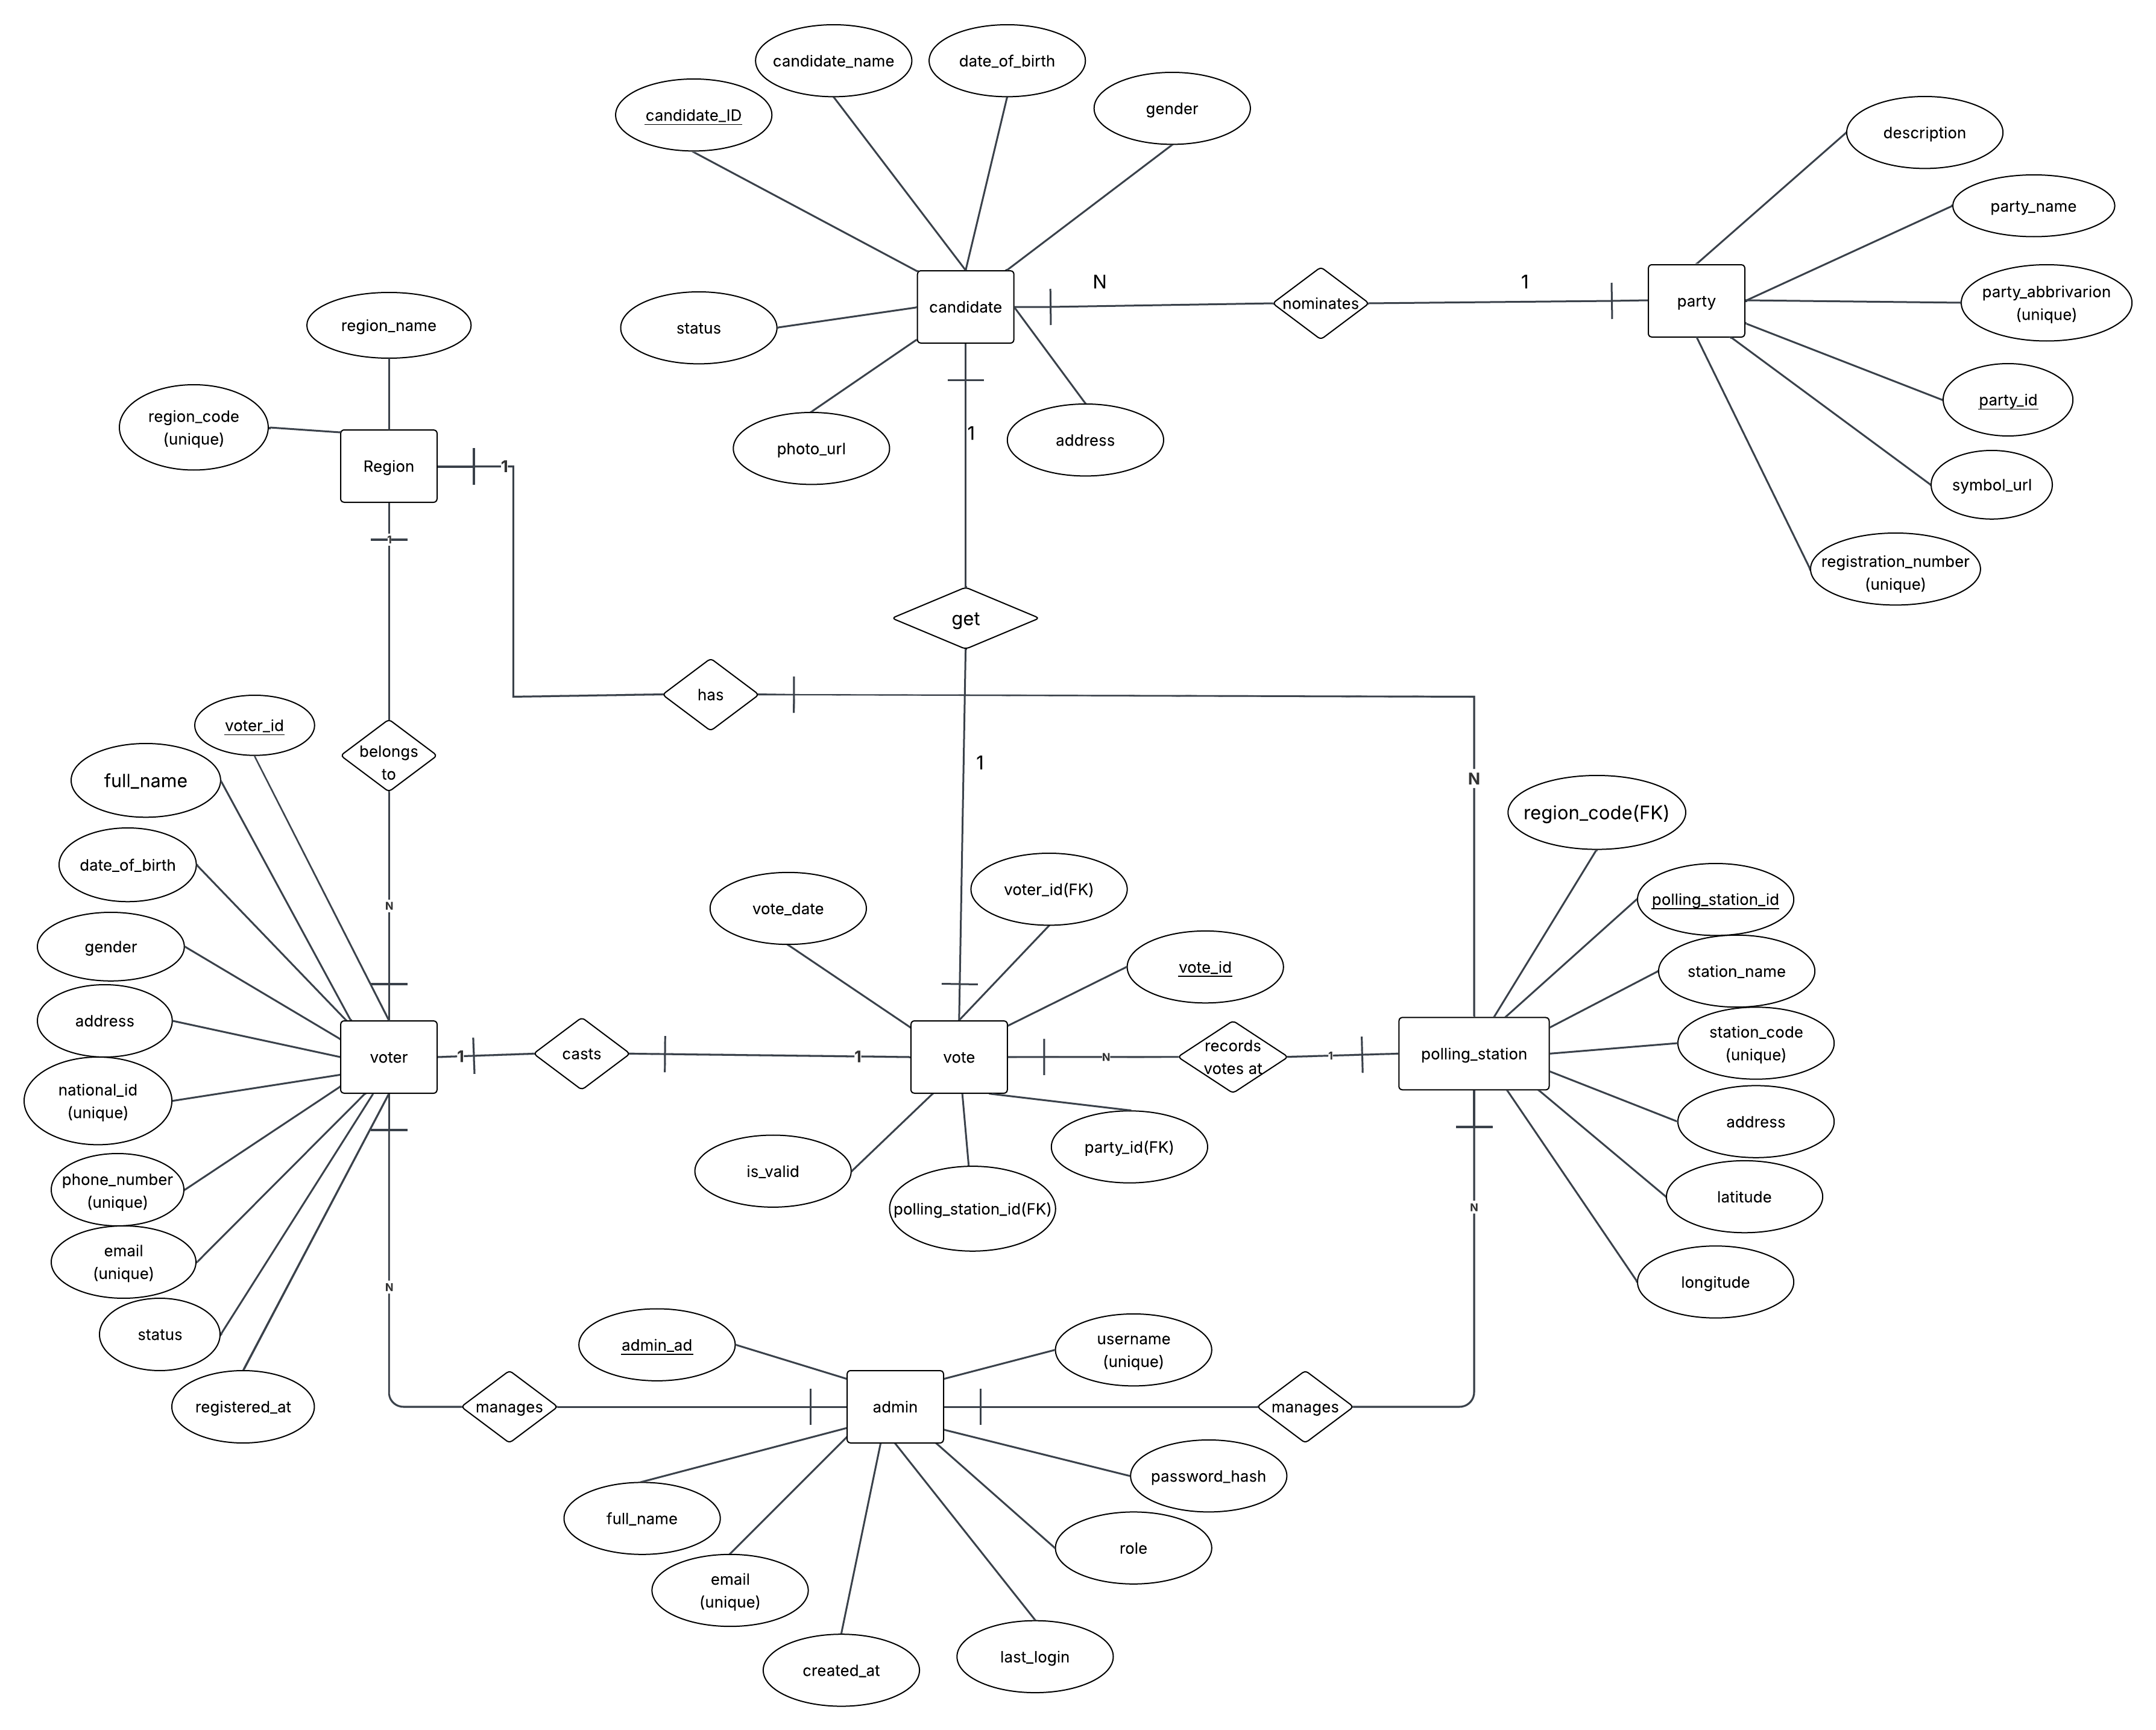 candidate_name
date_of_birth
candidate_ID
gender
description
party_name
party_abbrivarion
(unique)
candidate
N
nominates
1
party
status
region_name
party_id
region_code
(unique)
photo_url
1
address
Region
1
symbol_url
1
registration_number
(unique)
get
has
voter_id
belongs
to
full_name
1
N
region_code(FK)
date_of_birth
N
vote_date
voter_id(FK)
polling_station_id
gender
vote_id
station_name
address
station_code
(unique)
voter
1
casts
1
vote
N
records
votes at
1
polling_station
national_id
(unique)
address
is_valid
party_id(FK)
phone_number
(unique)
polling_station_id(FK)
N
latitude
email
(unique)
N
longitude
status
admin_ad
username
(unique)
registered_at
manages
admin
manages
password_hash
full_name
role
email
(unique)
created_at
last_login